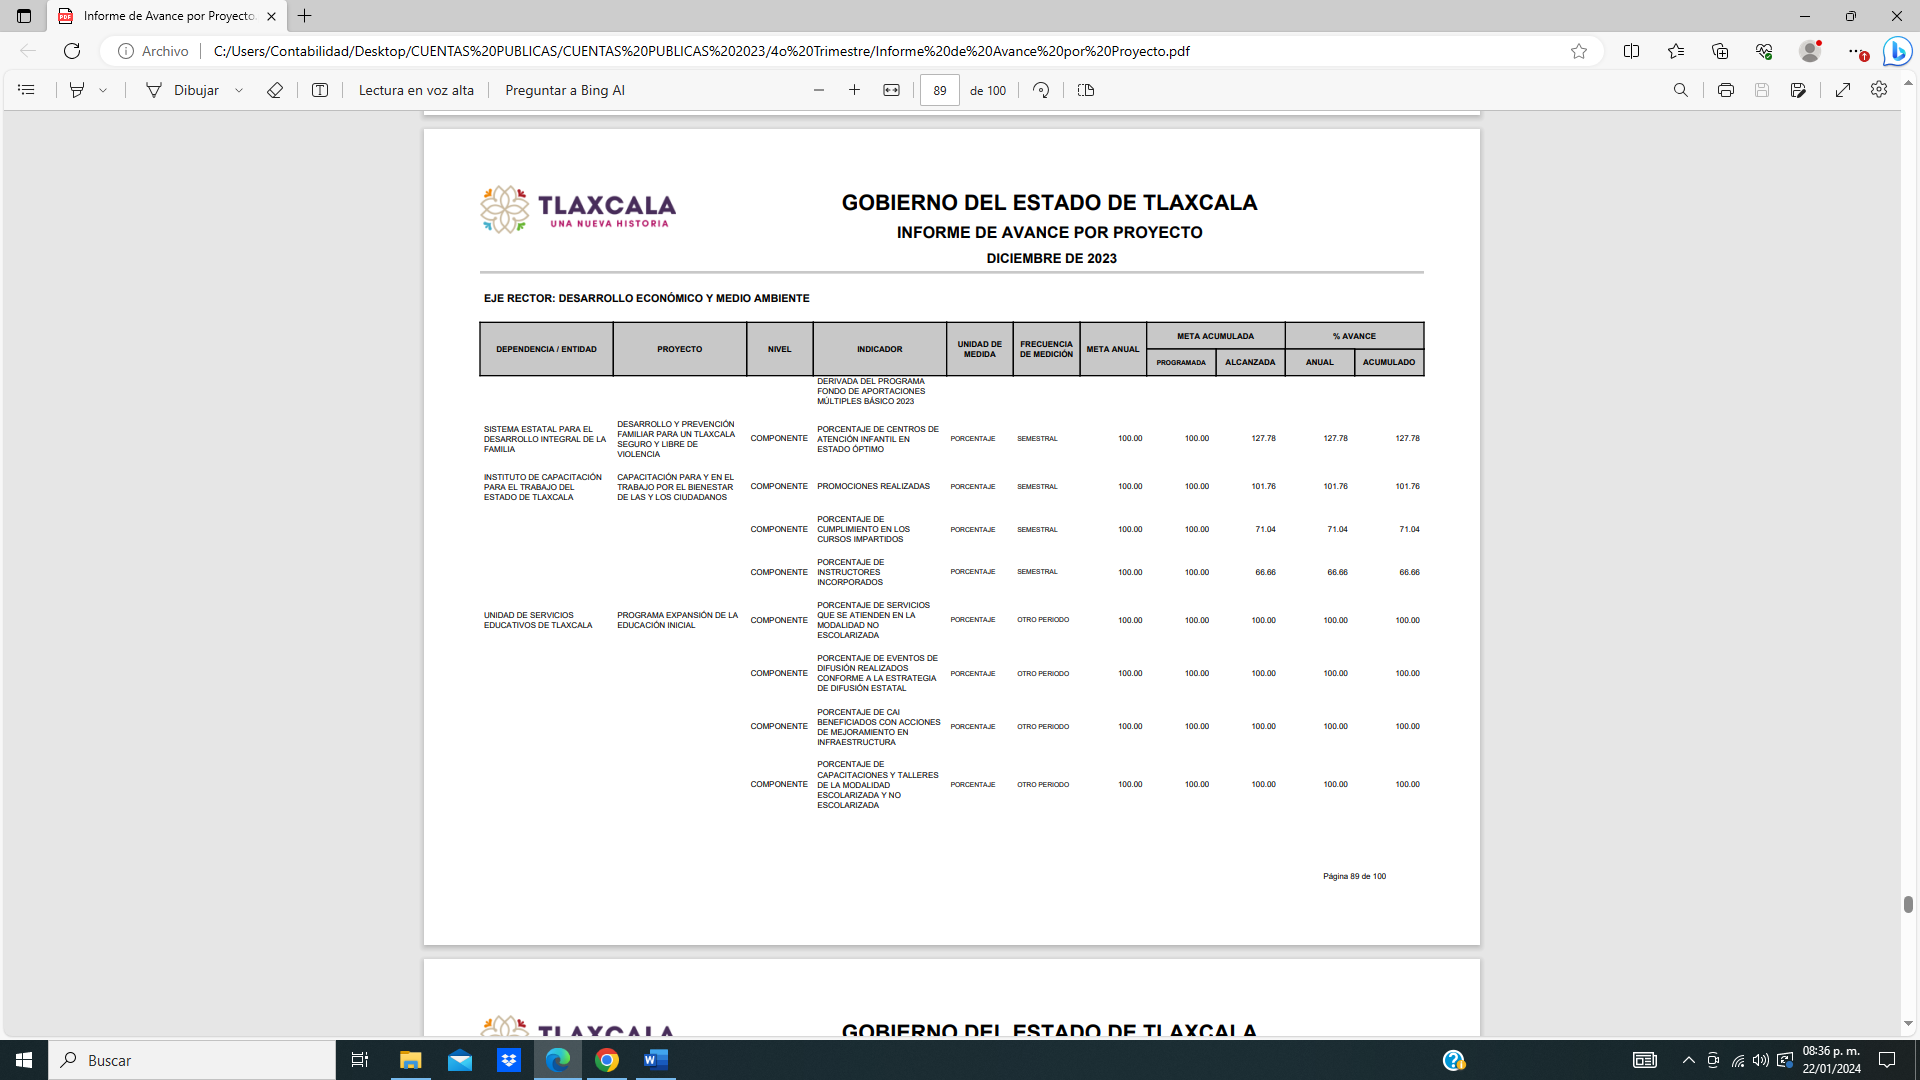 Informe de Avance por Proyecto.
Archivo
C:/Users/Contabilidad/Desktop/CUENTAS%20PUBLICAS/CUENTAS%20PUBLICAS%202023/4o%20Trimestre/Informe%20de%20Avance%20por%20Proyecto.pdf
Dibujar
Lectura en voz alta
Preguntar a Bing AI
89
de 100
TLAXCALA
UNA NUEVA HISTORIA
GOBIERNO DEL ESTADO DE TLAXCALA
INFORME DE AVANCE POR PROYECTO
DICIEMBRE DE 2023
EJE RECTOR: DESARROLLO ECONÓMICO Y MEDIO AMBIENTE
DEPENDENCIA / ENTIDAD
PROYECTO
NIVEL
INDICADOR
UNIDAD DE
MEDIDA
FRECUENCIA
DE MEDICIÓN
META ANUAL
META ACUMULADA
PROGRAMADA
ALCANZADA
% AVANCE
ANUAL
ACUMULADO
DERIVADA DEL PROGRAMA
FONDO DE APORTACIONES
MÚLTIPLES BÁSICO 2023
SISTEMA ESTATAL PARA EL
DESARROLLO INTEGRAL DE LA
FAMILIA
DESARROLLO Y PREVENCIÓN
FAMILIAR PARA UN TLAXCALA
SEGURO Y LIBRE DE
VIOLENCIA
COMPONENTE
PORCENTAJE DE CENTROS DE
ATENCIÓN INFANTIL EN
ESTADO ÓPTIMO
PORCENTAJE
SEMESTRAL
100.00
100.00
127.78
127.78
127.78
INSTITUTO DE CAPACITACIÓN
PARA EL TRABAJO DEL
ESTADO DE TLAXCALA
CAPACITACIÓN PARA Y EN EL
TRABAJO POR EL BIENESTAR
DE LAS Y LOS CIUDADANOS
COMPONENTE
PROMOCIONES REALIZADAS
PORCENTAJE
SEMESTRAL
100.00
100.00
101.76
101.76
101.76
COMPONENTE
PORCENTAJE DE
CUMPLIMIENTO EN LOS
CURSOS IMPARTIDOS
PORCENTAJE
SEMESTRAL
100.00
100.00
71.04
71.04
71.04
COMPONENTE
PORCENTAJE DE
INSTRUCTORES
INCORPORADOS
PORCENTAJE
SEMESTRAL
100.00
100.00
66.66
66.66
66.66
UNIDAD DE SERVICIOS
EDUCATIVOS DE TLAXCALA
PROGRAMA EXPANSIÓN DE LA
EDUCACIÓN INICIAL
COMPONENTE
PORCENTAJE DE SERVICIOS
QUE SE ATIENDEN EN LA
MODALIDAD NO
ESCOLARIZADA
PORCENTAJE
OTRO PERIODO
100.00
100.00
100.00
100.00
100.00
COMPONENTE
PORCENTAJE DE EVENTOS DE
DIFUSIÓN REALIZADOS
CONFORME A LA ESTRATEGIA
DE DIFUSIÓN ESTATAL
PORCENTAJE
OTRO PERIODO
100.00
100.00
100.00
100.00
100.00
COMPONENTE
PORCENTAJE DE CAI
BENEFICIADOS CON ACCIONES
DE MEJORAMIENTO EN
INFRAESTRUCTURA
PORCENTAJE
OTRO PERIODO
100.00
100.00
100.00
100.00
100.00
COMPONENTE
PORCENTAJE DE
CAPACITACIONES Y TALLERES
DE LA MODALIDAD
ESCOLARIZADA Y NO
ESCOLARIZADA
PORCENTAJE
OTRO PERIODO
100.00
100.00
100.00
100.00
100.00
Página 89 de 100
TLAXCALA
GOBIERNO DEL ESTADO DE TLAXCALA
Buscar
08:36 p. m.
22/01/2024